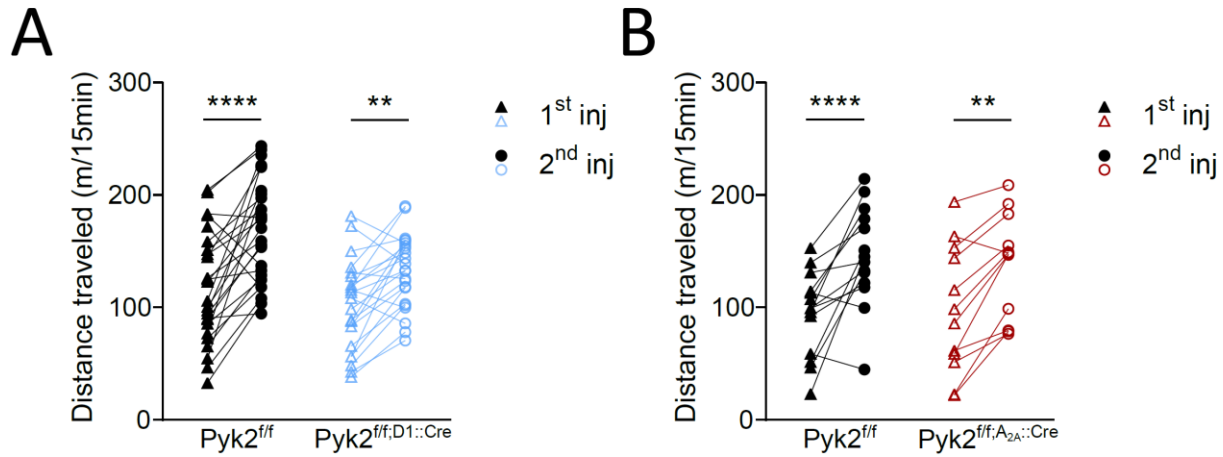 A
Distance traveled (m/15min)
300
200
100
0
****
**
1st inj
2nd inj
Pyk2f/f
Pyk2f/f;D1::Cre
B
Distance traveled (m/15min)
300
200
100
0
****
**
1st inj
2nd inj
Pyk2f/f
Pyk2f/f;A2A::Cre